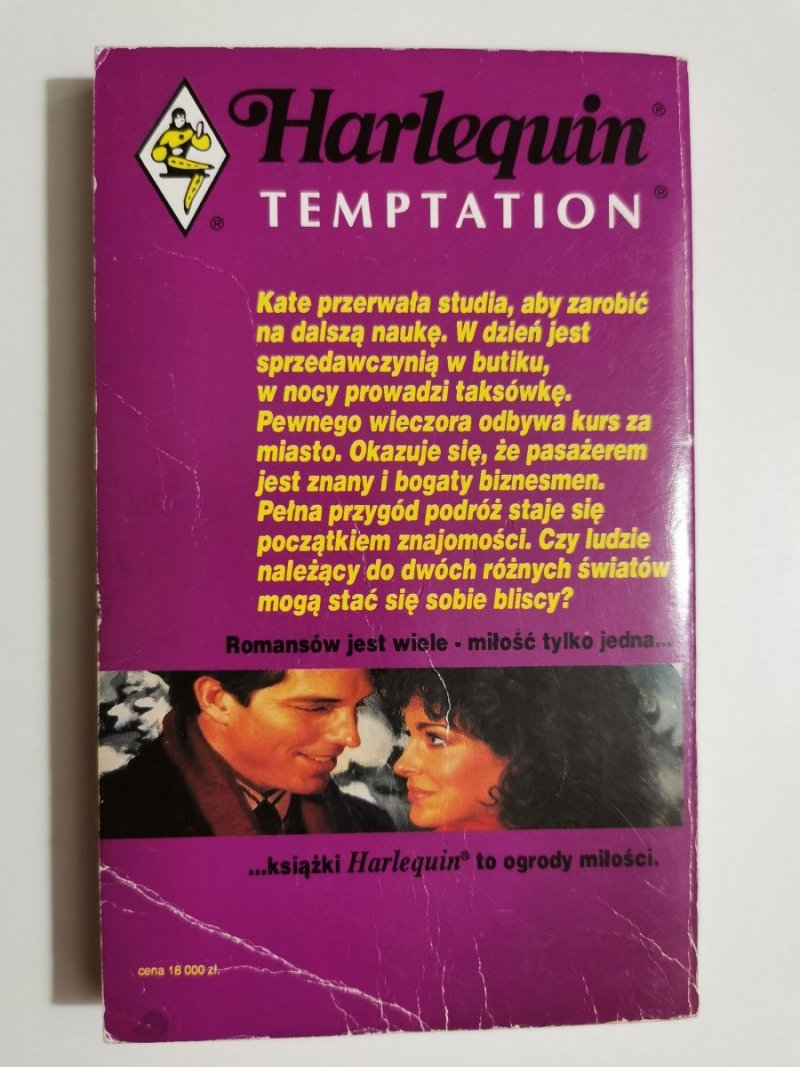 Harlequin®
TEMPTATION®
®
Kate przerwała studia, aby zarobić
na dalszą naukę. W dzień jest
sprzedawczynią w butiku,
w nocy prowadzi taksówkę.
Pewnego wieczora odbywa kurs za
miasto. Okazuje się, że pasażerem
jest znany i bogaty biznesmen.
Pełna przygód podróż staje się
początkiem znajomości. Czy ludzie
należący do dwóch różnych światów
mogą stać się sobie bliscy?
Romansów jest wiele - miłość tylko jedna...
...książki Harlequin® to ogrody miłości.
cena 18 000 zł.